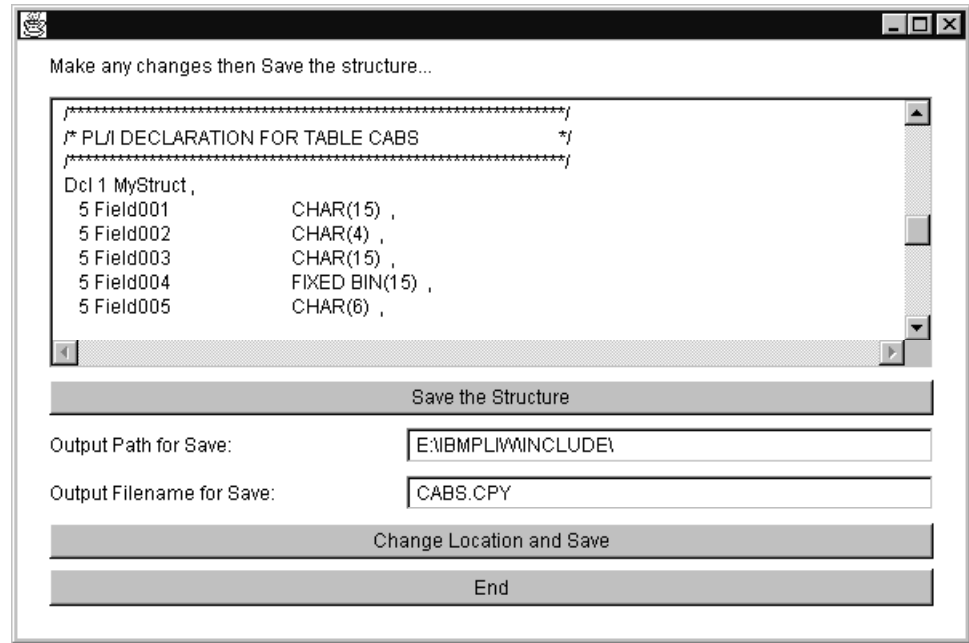 Make any changes then Save the structure...
/**************************************************************/
/* PL/I DECLARATION FOR TABLE CABS */
/**************************************************************/
Dcl 1 MyStruct ,
5 Field001 CHAR(15) ,
5 Field002 CHAR(4) ,
5 Field003 CHAR(15) ,
5 Field004 FIXED BIN(15) ,
5 Field005 CHAR(6) ,
Save the Structure
Output Path for Save: E:\IBMPLIW\INCLUDE\
Output Filename for Save: CABS.CPY
Change Location and Save
End